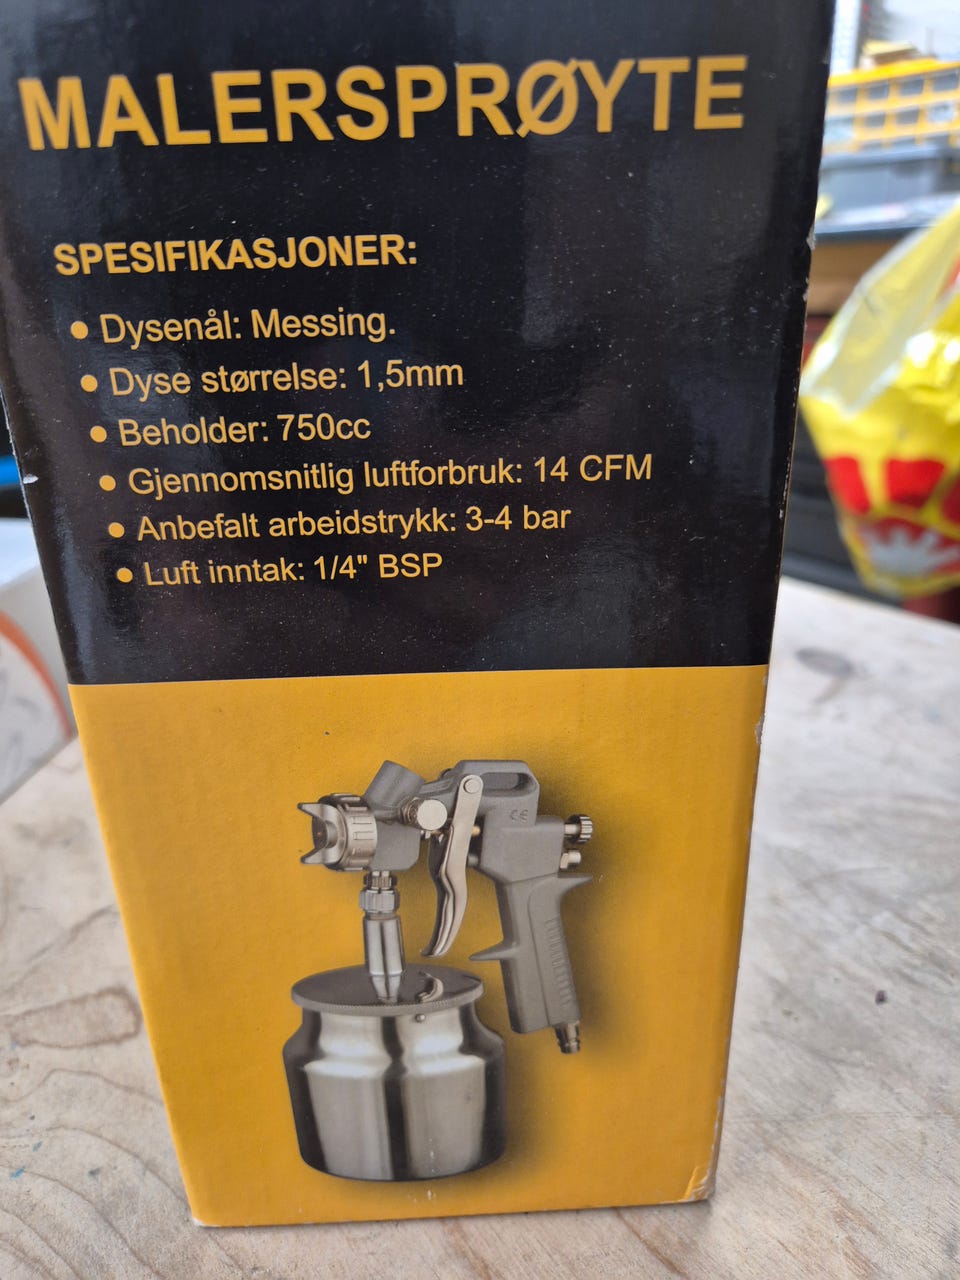 MALERSPRØYTE
SPESIFIKASJONER:
• Dysenål: Messing.
• Dyse størrelse: 1,5mm
• Beholder: 750cc
• Gjennomsnitlig luftforbruk: 14 CFM
• Anbefalt arbeidstrykk: 3-4 bar
• Luft inntak: 1/4" BSP
CE